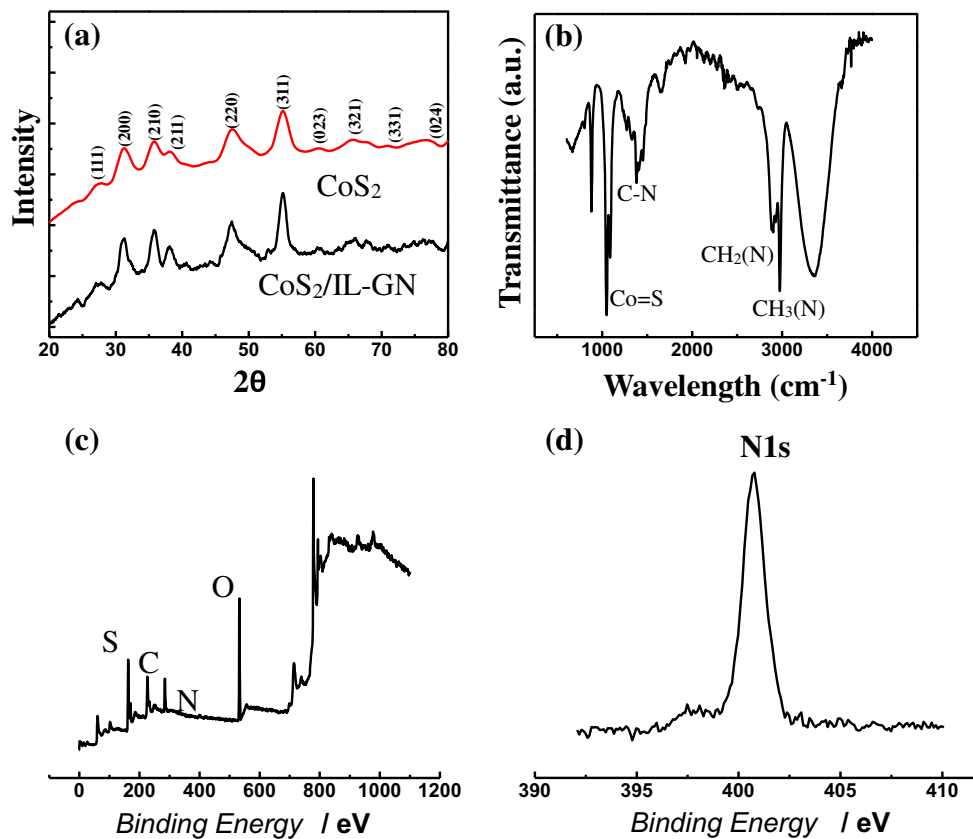 (a)
(111)
(200)
(210)
(211)
(220)
(311)
(023)
(321)
(331)
(024)
CoS2
CoS2/IL-GN
Intensity
20 30 40 50 60 70 80
2θ
(b)
Transmittance (a.u.)
C-N
CH2(N)
Co=S
CH3(N)
1000 2000 3000 4000
Wavelength (cm-1)
(c)
S
C
N
O
0 200 400 600 800 1000 1200
Binding Energy / eV
(d)
N1s
390 395 400 405 410
Binding Energy / eV